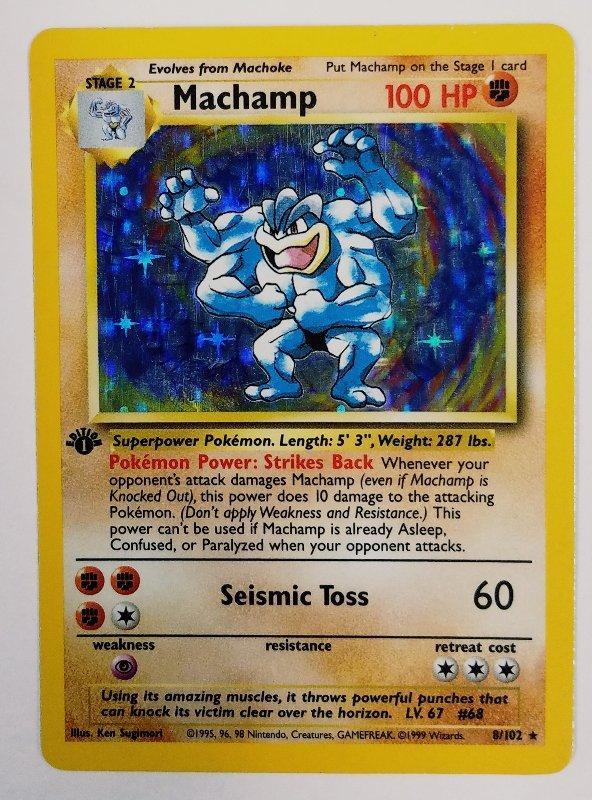 Evolves from Machoke Put Machamp on the Stage 1 card
STAGE 2
Machamp 100 HP
EDITION 1
Superpower Pokémon. Length: 5' 3", Weight: 287 lbs.
Pokémon Power: Strikes Back Whenever your
opponent's attack damages Machamp (even if Machamp is
Knocked Out), this power does 10 damage to the attacking
Pokémon. (Don't apply Weakness and Resistance.) This
power can't be used if Machamp is already Asleep,
Confused, or Paralyzed when your opponent attacks.
Seismic Toss 60
weakness resistance retreat cost
Using its amazing muscles, it throws powerful punches that
can knock its victim clear over the horizon. LV. 67 #68
Illus. Ken Sugimori ©1995, 96, 98 Nintendo, Creatures, GAMEFREAK. ©1999 Wizards. 8/102 ★